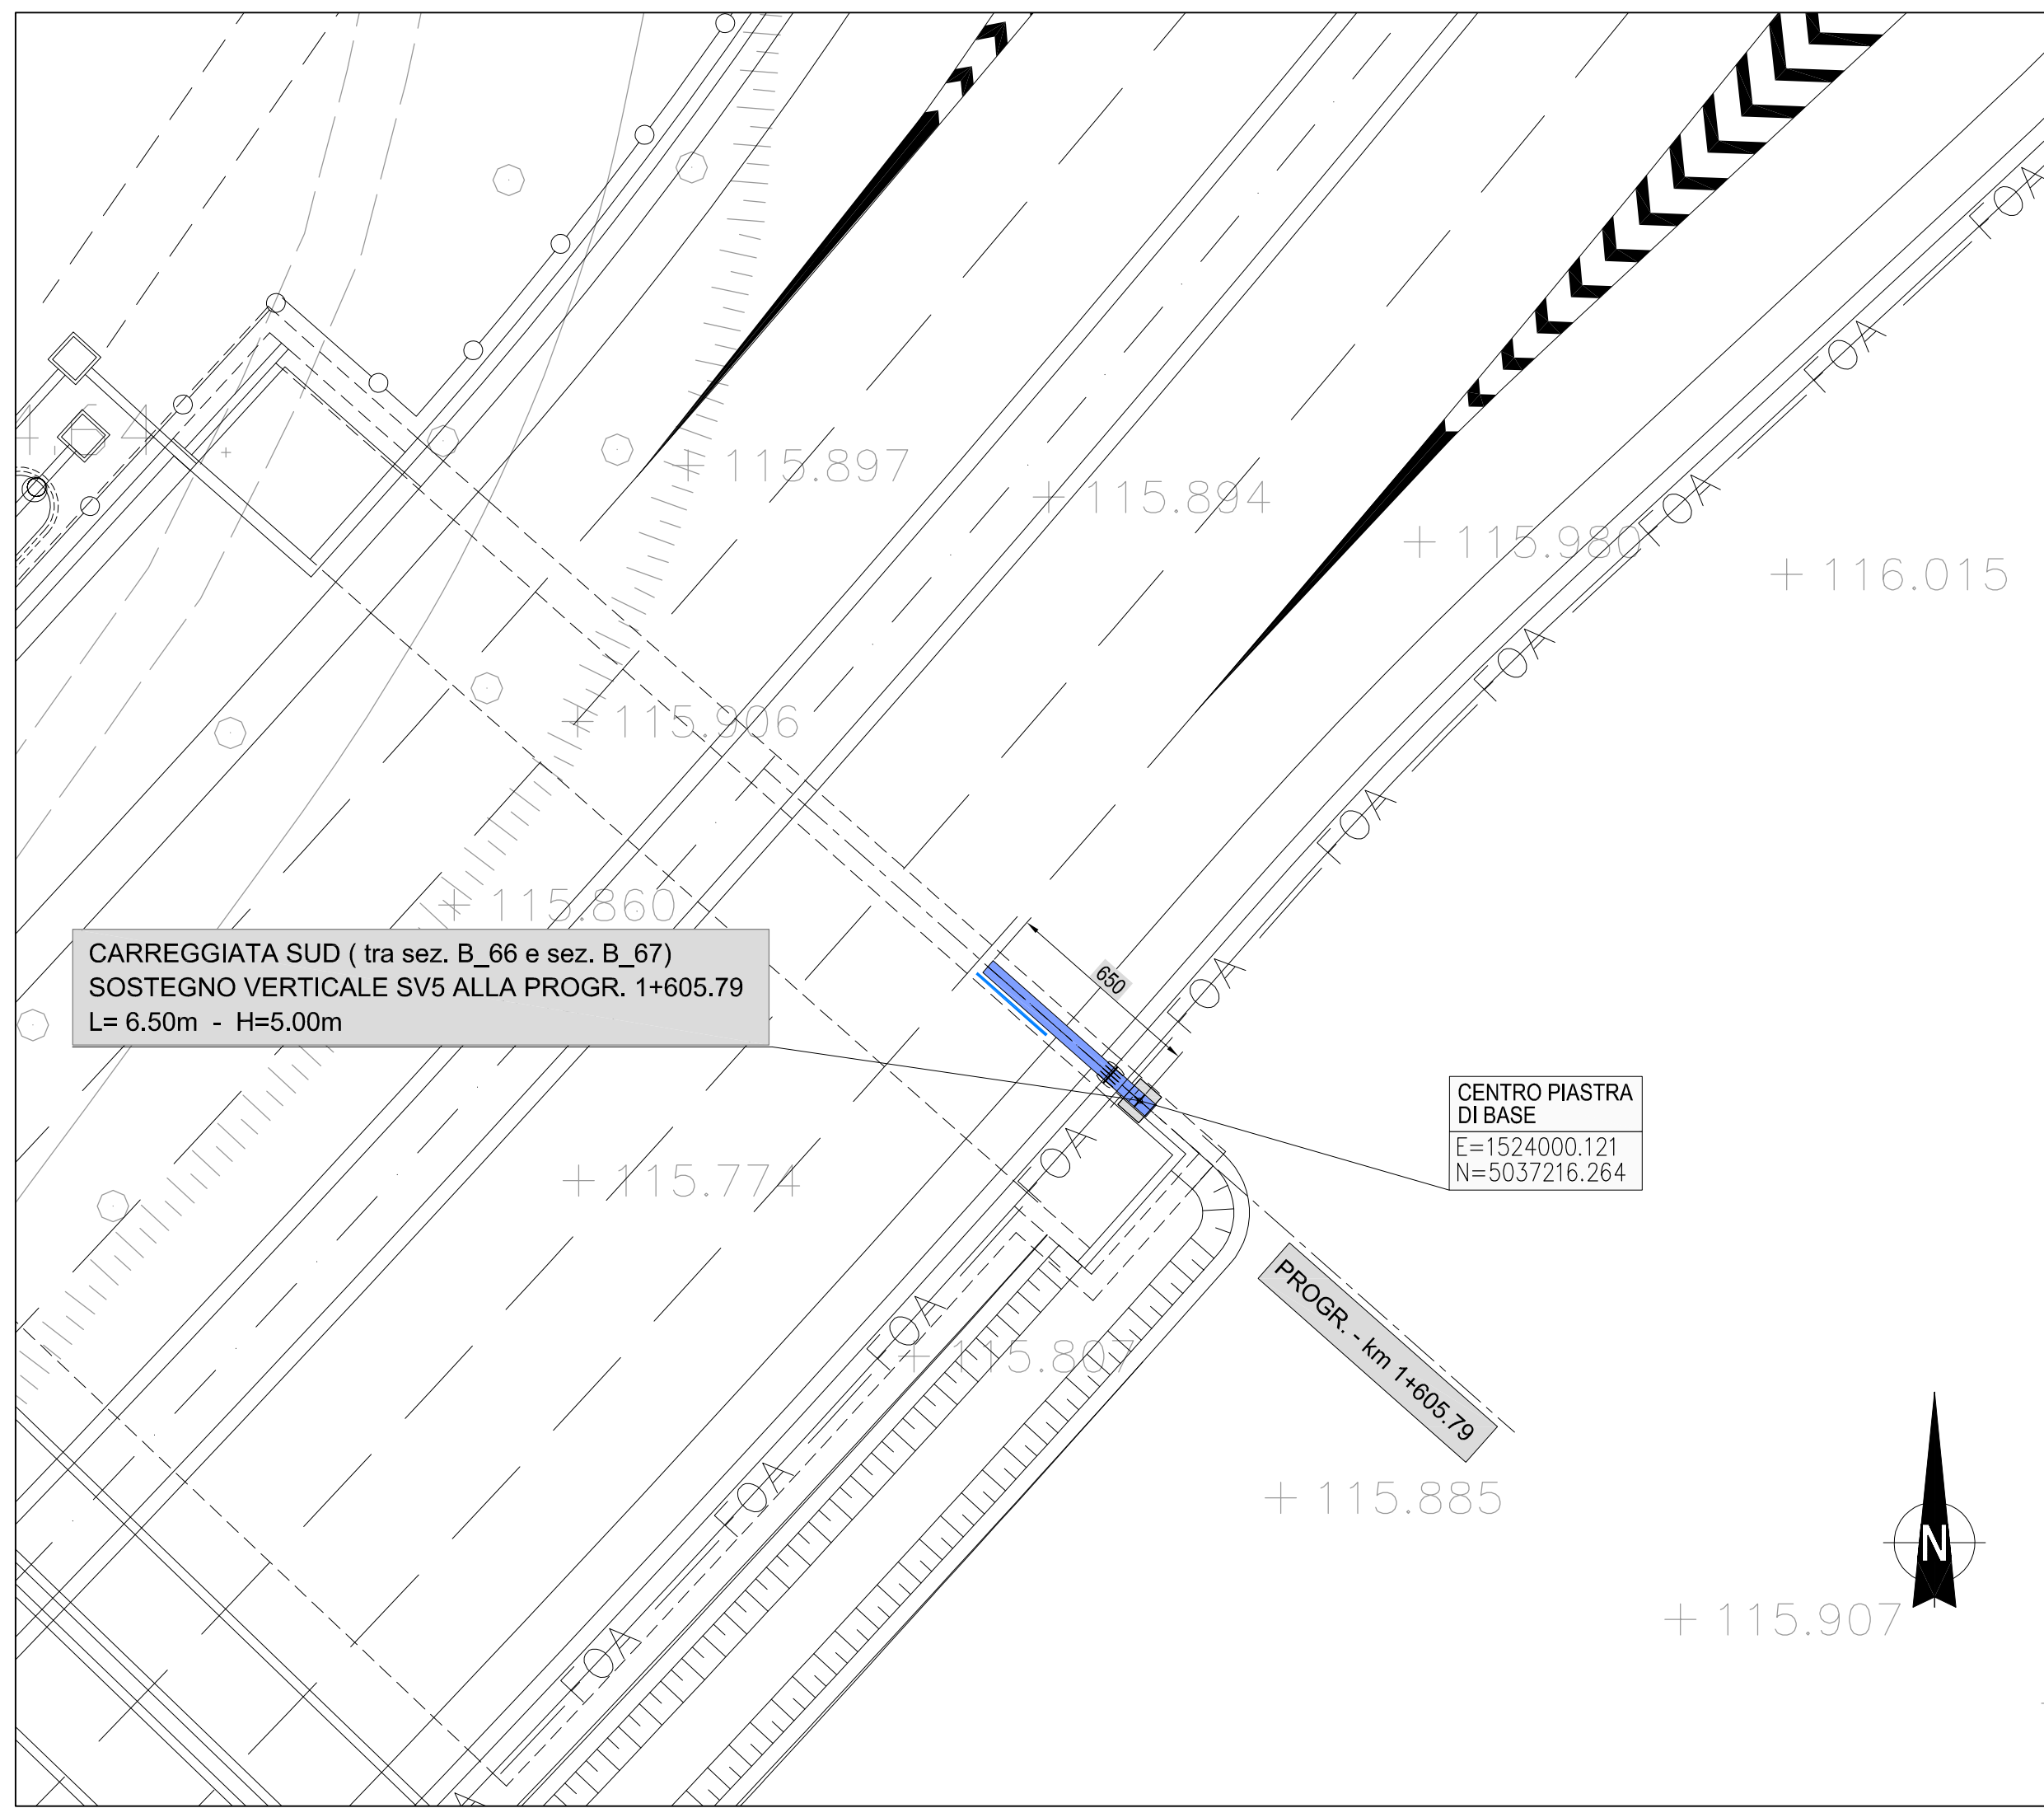 FOA
FOA
4.64
+ 115.897
+ 115.894
FOA
+ 115.980
+ 116.015
FOA
+ 115.906
FOA
+ 115.860
CARREGGIATA SUD ( tra sez. B_66 e sez. B_67)
SOSTEGNO VERTICALE SV5 ALLA PROGR. 1+605.79
L= 6.50m - H=5.00m
650
FOA
CENTRO PIASTRA
DI BASE
E=1524000.121
N=5037216.264
FOA
+ 115.774
FOA
+ 115.807
PROGR. - km 1+605.79
FOA
+ 115.885
N
+ 115.907
FOA